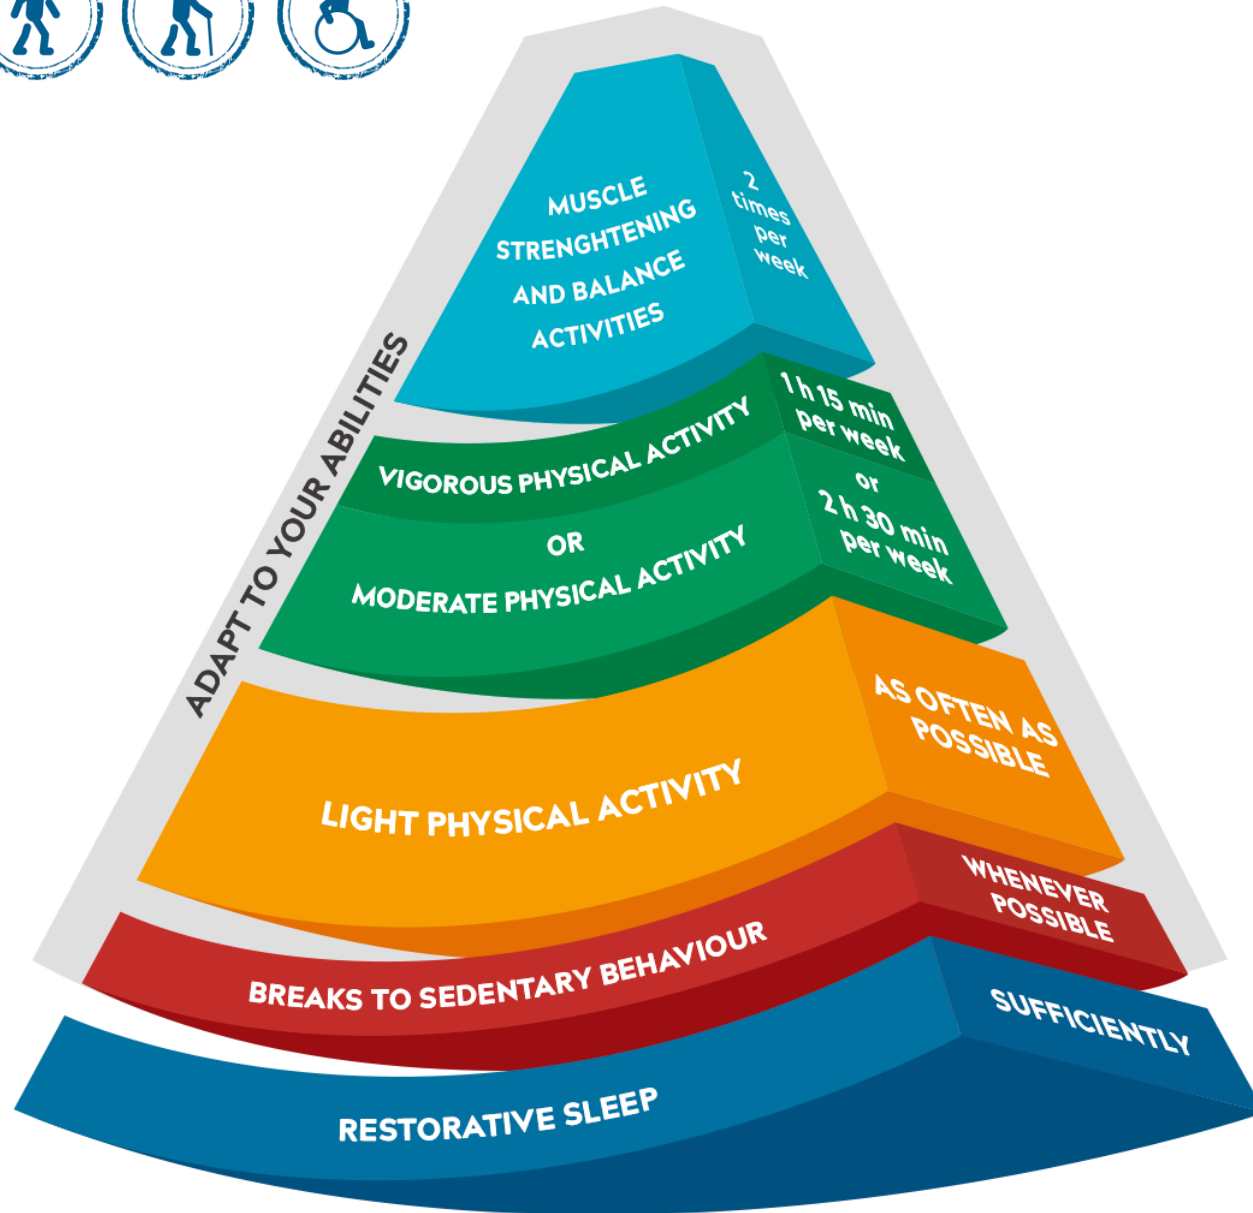 ADAPT TO YOUR ABILITIES
MUSCLE
STRENGHTENING
AND BALANCE
ACTIVITIES
2
times
per
week
VIGOROUS PHYSICAL ACTIVITY
1 h 15 min
per week
OR
MODERATE PHYSICAL ACTIVITY
or
2 h 30 min
per week
LIGHT PHYSICAL ACTIVITY
AS OFTEN AS
POSSIBLE
BREAKS TO SEDENTARY BEHAVIOUR
WHENEVER
POSSIBLE
RESTORATIVE SLEEP
SUFFICIENTLY